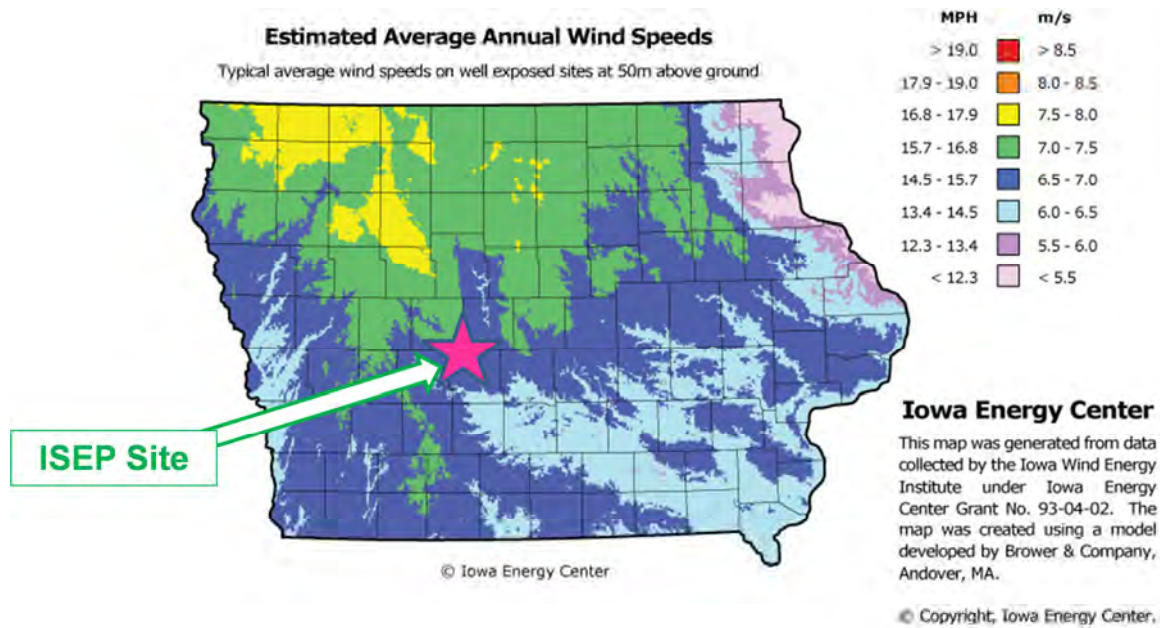 Estimated Average Annual Wind Speeds
Typical average wind speeds on well exposed sites at 50m above ground
MPH m/s
> 19.0 > 8.5
17.9 - 19.0 8.0 - 8.5
16.8 - 17.9 7.5 - 8.0
15.7 - 16.8 7.0 - 7.5
14.5 - 15.7 6.5 - 7.0
13.4 - 14.5 6.0 - 6.5
12.3 - 13.4 5.5 - 6.0
< 12.3 < 5.5
ISEP Site
© Iowa Energy Center
Iowa Energy Center
This map was generated from data
collected by the Iowa Wind Energy
Institute under Iowa Energy
Center Grant No. 93-04-02. The
map was created using a model
developed by Brower & Company,
Andover, MA.
© Copyright, Iowa Energy Center,